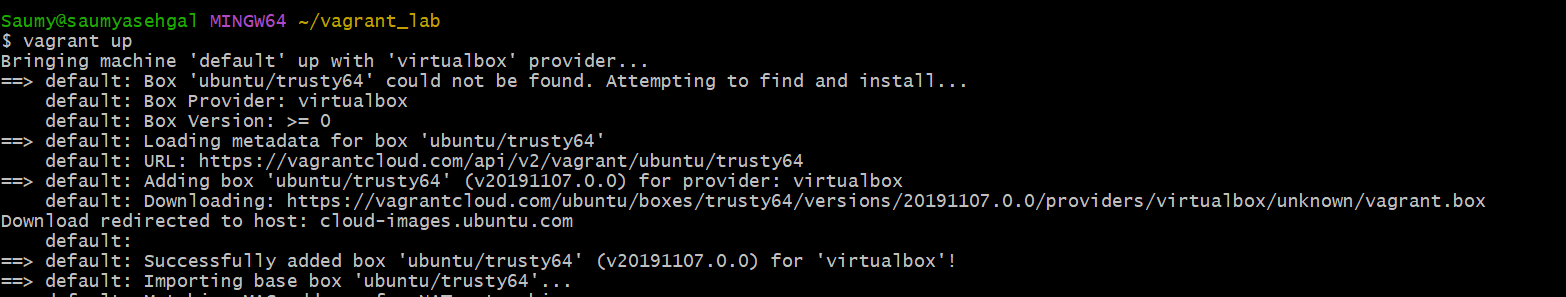 Saumy@saumyasehgal MINGW64 ~/vagrant_lab
$ vagrant up
Bringing machine 'default' up with 'virtualbox' provider...
==> default: Box 'ubuntu/trusty64' could not be found. Attempting to find and install...
    default: Box Provider: virtualbox
    default: Box Version: >= 0
==> default: Loading metadata for box 'ubuntu/trusty64'
    default: URL: https://vagrantcloud.com/api/v2/vagrant/ubuntu/trusty64
==> default: Adding box 'ubuntu/trusty64' (v20191107.0.0) for provider: virtualbox
    default: Downloading: https://vagrantcloud.com/ubuntu/boxes/trusty64/versions/20191107.0.0/providers/virtualbox/unknown/vagrant.box
Download redirected to host: cloud-images.ubuntu.com
    default:
==> default: Successfully added box 'ubuntu/trusty64' (v20191107.0.0) for 'virtualbox'!
==> default: Importing base box 'ubuntu/trusty64'...